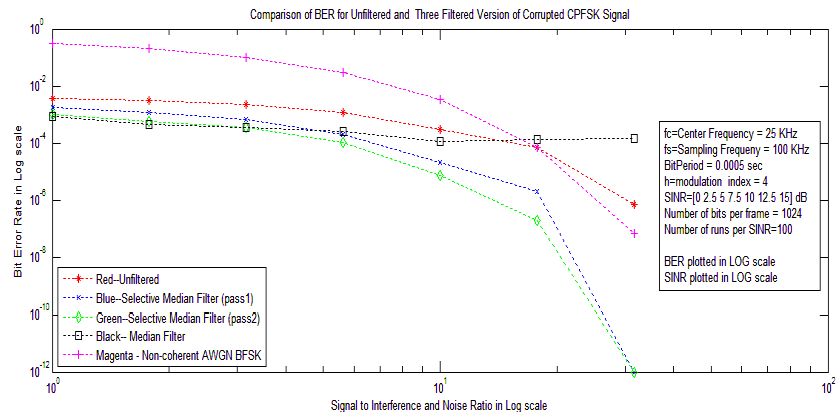 Comparison of BER for Unfiltered and Three Filtered Version of Corrupted CPFSK Signal
10^0
10^-2
10^-4
10^-6
10^-8
10^-10
10^-12
Bit Error Rate in Log scale
fc=Center Frequency = 25 KHz
fs=Sampling Frequeny = 100 KHz
BitPeriod = 0.0005 sec
h=modulation index = 4
SINR=[0 2.5 5 7.5 10 12.5 15] dB
Number of bits per frame = 1024
Number of runs per SINR=100
BER plotted in LOG scale
SINR plotted in LOG scale
Red--Unfiltered
Blue--Selective Median Filter (pass1)
Green--Selective Median Filter (pass2)
Black-- Median Filter
Magenta - Non-coherent AWGN BFSK
10^0
10^1
10^2
Signal to Interference and Noise Ratio in Log scale